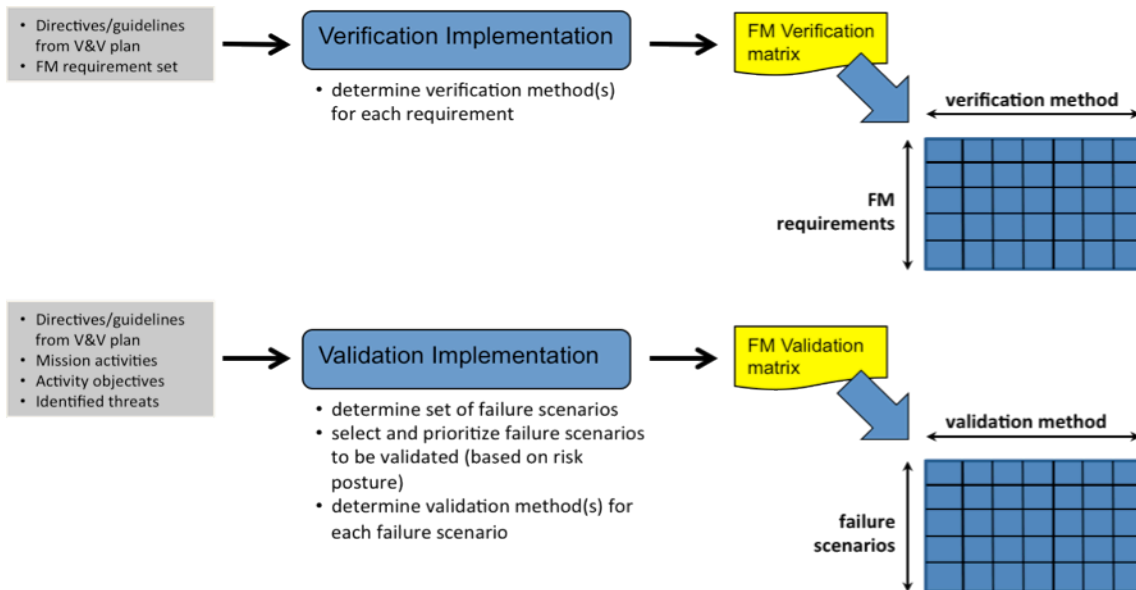 • Directives/guidelines
from V&V plan
• FM requirement set
Verification Implementation
• determine verification method(s)
for each requirement
FM Verification
matrix
verification method
FM
requirements
• Directives/guidelines
from V&V plan
• Mission activities
• Activity objectives
• Identified threats
Validation Implementation
• determine set of failure scenarios
• select and prioritize failure scenarios
to be validated (based on risk
posture)
• determine validation method(s) for
each failure scenario
FM Validation
matrix
validation method
failure
scenarios